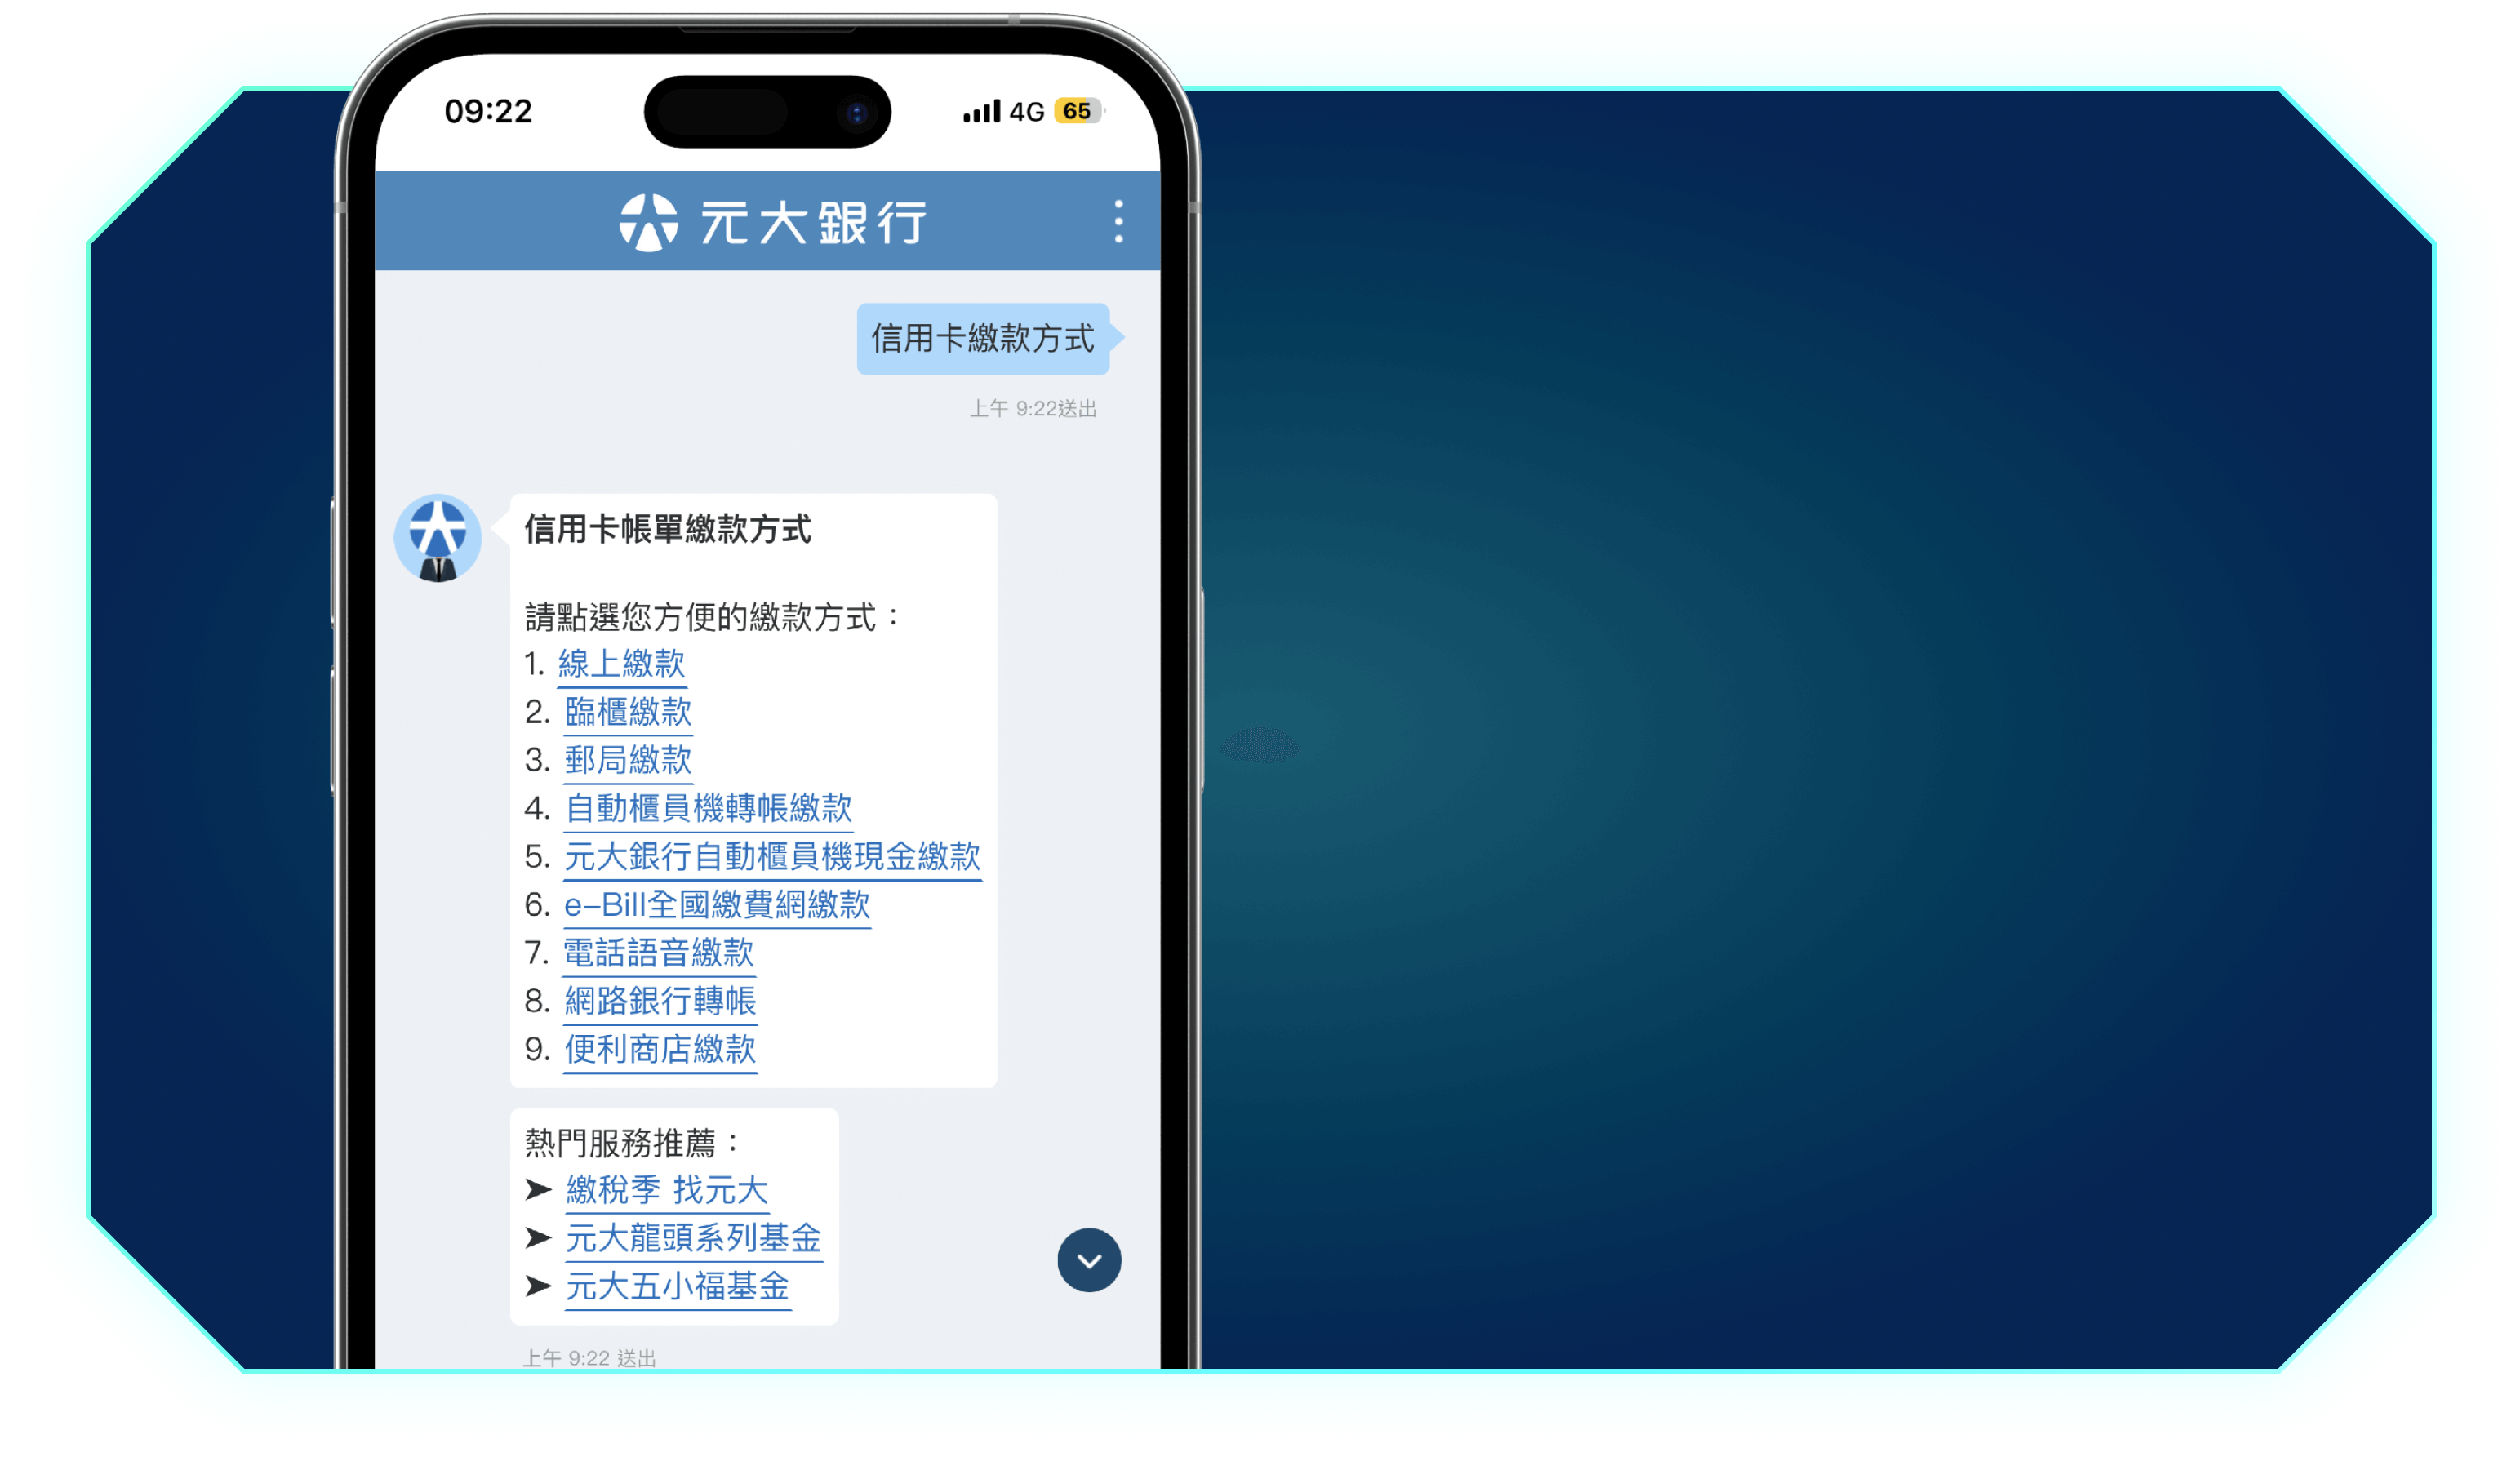 09:22
4G 65
元大銀行
信用卡繳款方式
上午 9:22送出
信用卡帳單繳款方式
請點選您方便的繳款方式：
1. 線上繳款
2. 臨櫃繳款
3. 郵局繳款
4. 自動櫃員機轉帳繳款
5. 元大銀行自動櫃員機現金繳款
6. e-Bill全國繳費網繳款
7. 電話語音繳款
8. 網路銀行轉帳
9. 便利商店繳款
熱門服務推薦：
➤ 繳稅季 找元大
➤ 元大龍頭系列基金
➤ 元大五小福基金
上午 9:22 送出